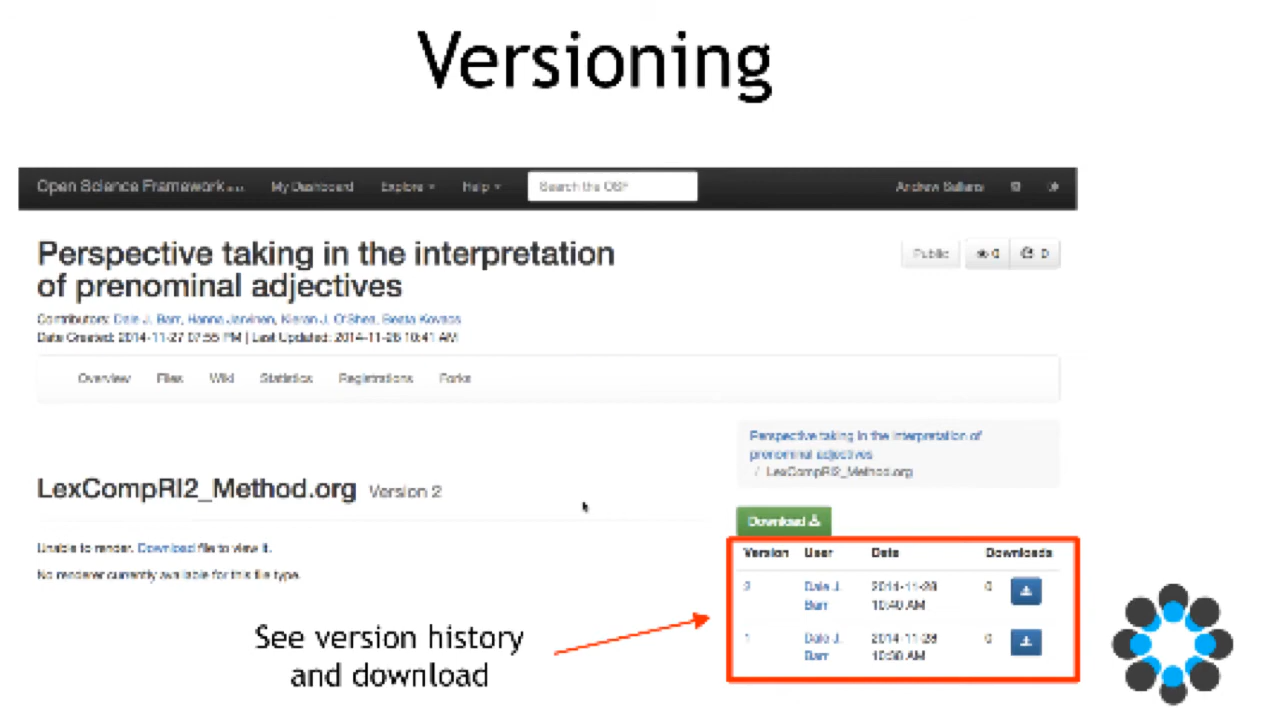 Versioning
Open Science Framework
My Dashboard Explore Help Search the OSF
Perspective taking in the interpretation
of prenominal adjectives
Public 0 0
Contributors: Dale J. Barr, Hanna Jarvinen, Kieran J. O'Shea, Beata Kovacs
Date Created: 2014-11-27 07:55 PM | Last Updated: 2014-11-28 10:41 AM
Overview Files Wiki Statistics Registrations Forks
Perspective taking in the interpretation of
prenominal adjectives
/ LexCompRI2_Method.org
LexCompRI2_Method.org Version 2
Unable to render. Download file to view it.
No renderer currently available for this file type.
Download
Version User Date Downloads
2 Dale J. 2014-11-28 0
Barr 10:40 AM
1 Dale J. 2014-11-28 0
Barr 10:38 AM
See version history
and download